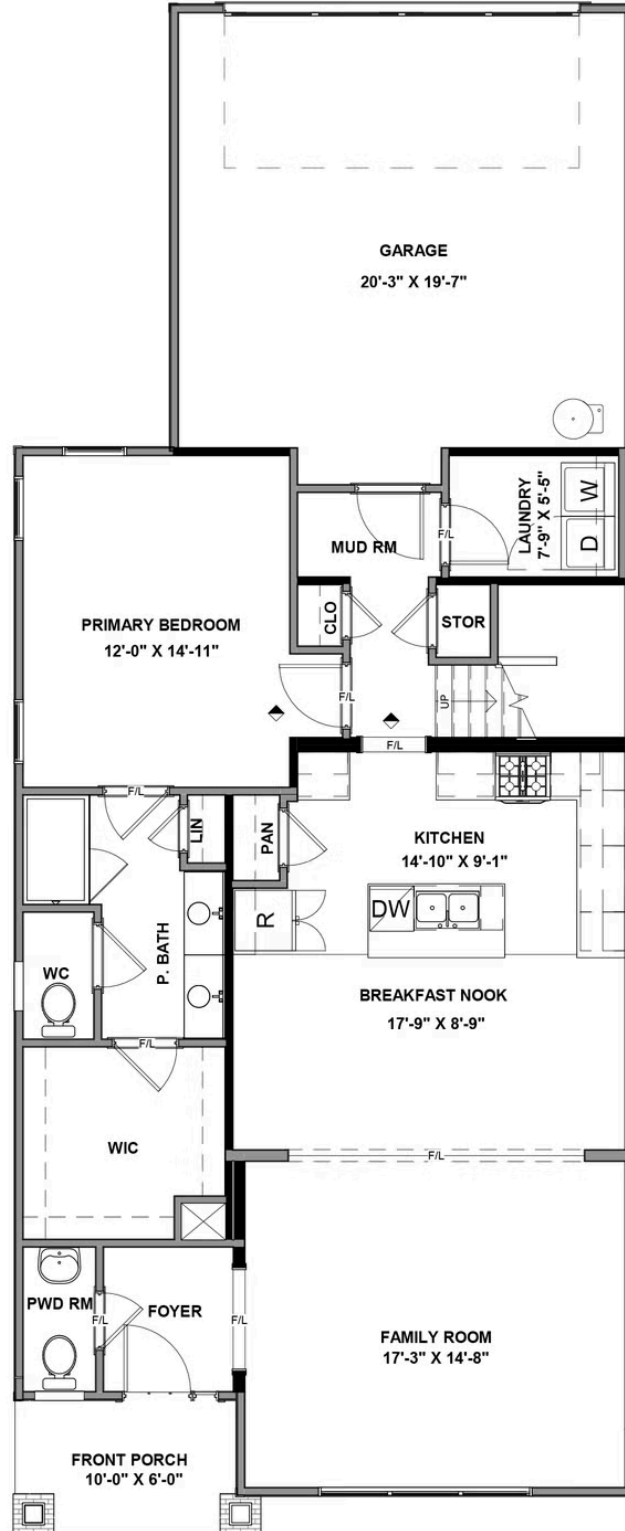 GARAGE
20'-3" X 19'-7"
LAUNDRY
7'-9" X 5'-5"
W
D
MUD RM
F/L
CLO
STOR
PRIMARY BEDROOM
12'-0" X 14'-11"
F/L
UP
F/L
F/L
LIN
PAN
KITCHEN
14'-10" X 9'-1"
R
DW
P. BATH
WC
BREAKFAST NOOK
17'-9" X 8'-9"
F/L
WIC
F/L
PWD RM
F/L
FOYER
F/L
FAMILY ROOM
17'-3" X 14'-8"
FRONT PORCH
10'-0" X 6'-0"